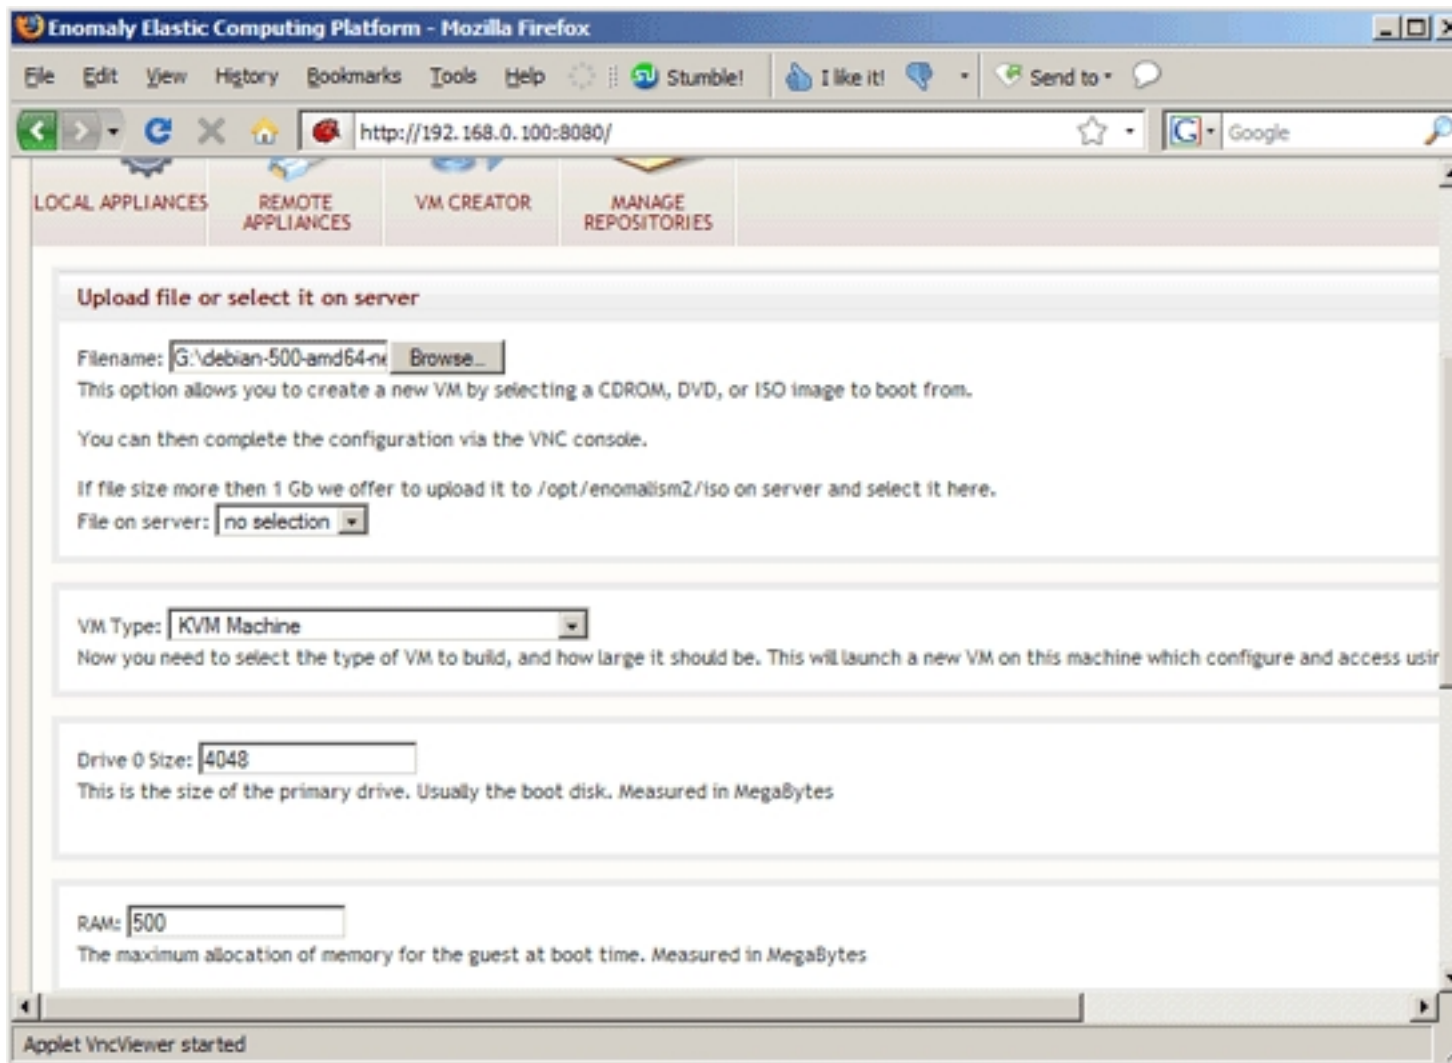 Enomaly Elastic Computing Platform - Mozilla Firefox
File Edit View History Bookmarks Tools Help Stumble! I like it! Send to
http://192.168.0.100:8080/ Google
LOCAL APPLIANCES REMOTE APPLIANCES VM CREATOR MANAGE REPOSITORIES
Upload file or select it on server
Filename: G:\debian-500-amd64-ne Browse...
This option allows you to create a new VM by selecting a CDROM, DVD, or ISO image to boot from.
You can then complete the configuration via the VNC console.
If file size more then 1 Gb we offer to upload it to /opt/enomalism2/iso on server and select it here.
File on server: no selection
VM Type: KVM Machine
Now you need to select the type of VM to build, and how large it should be. This will launch a new VM on this machine which configure and access usin
Drive 0 Size: 4048
This is the size of the primary drive. Usually the boot disk. Measured in MegaBytes
RAM: 500
The maximum allocation of memory for the guest at boot time. Measured in MegaBytes
Applet VncViewer started